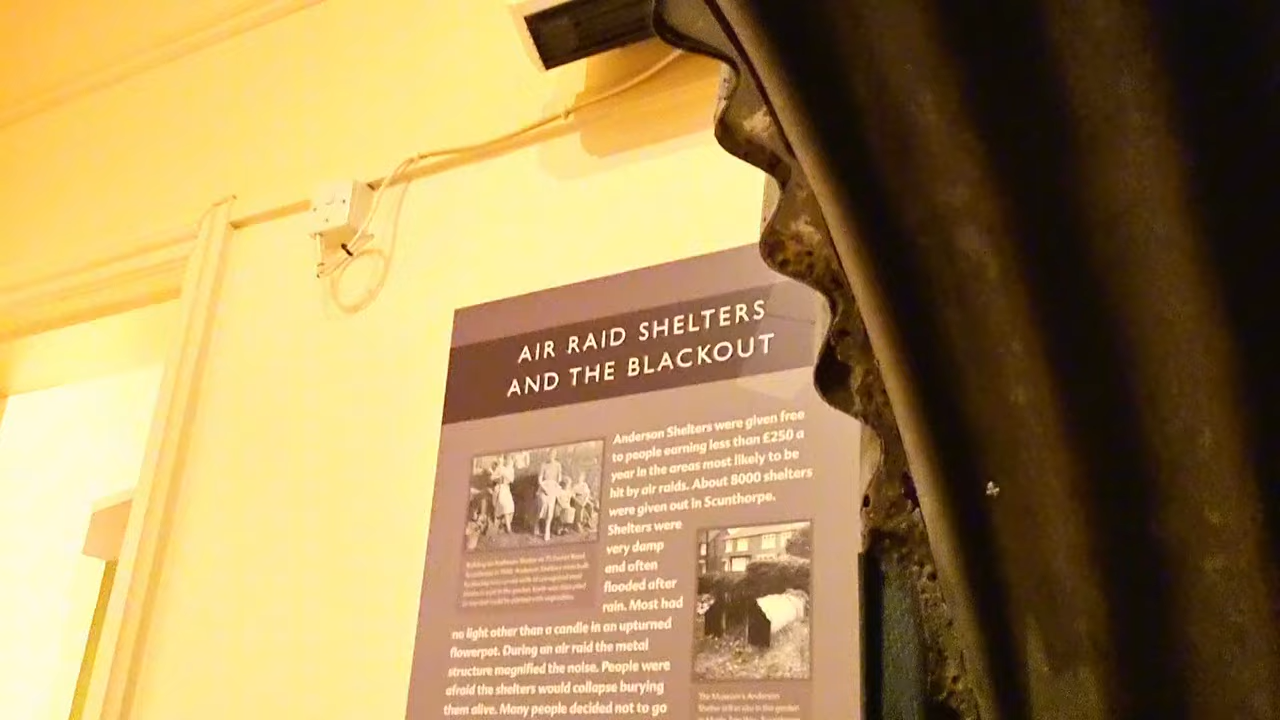 AIR RAID SHELTERS
AND THE BLACKOUT
Anderson Shelters were given free
to people earning less than £250 a
year in the areas most likely to be
hit by air raids. About 8000 shelters
were given out in Scunthorpe.
Shelters were
very damp
and often
flooded after
rain. Most had
no light other than a candle in an upturned
flowerpot. During an air raid the metal
structure magnified the noise. People were
afraid the shelters would collapse burying
them alive. Many people decided not to go
The Museum's Anderson